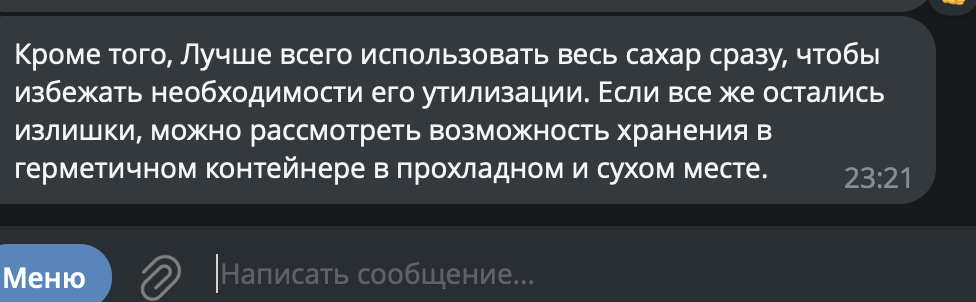 Кроме того, Лучше всего использовать весь сахар сразу, чтобы
избежать необходимости его утилизации. Если все же остались
излишки, можно рассмотреть возможность хранения в
герметичном контейнере в прохладном и сухом месте.
23:21
Меню
Написать сообщение...